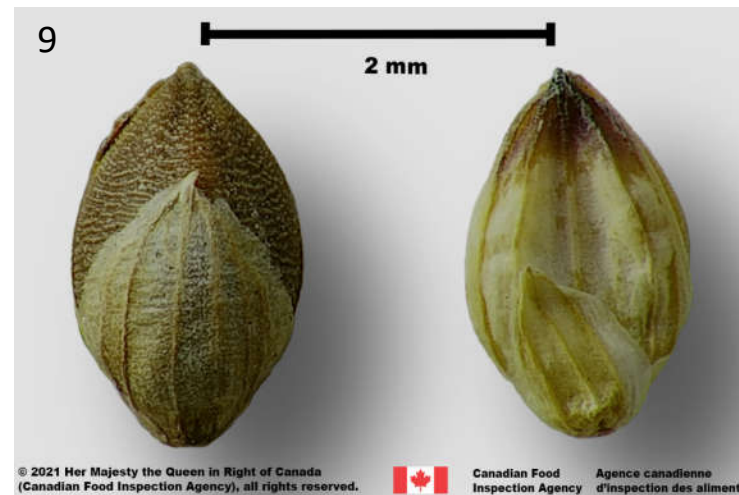 9
2 mm
© 2021 Her Majesty the Queen in Right of Canada
(Canadian Food Inspection Agency), all rights reserved.
Canadian Food
Inspection Agency
Agence canadienne
d'inspection des aliment